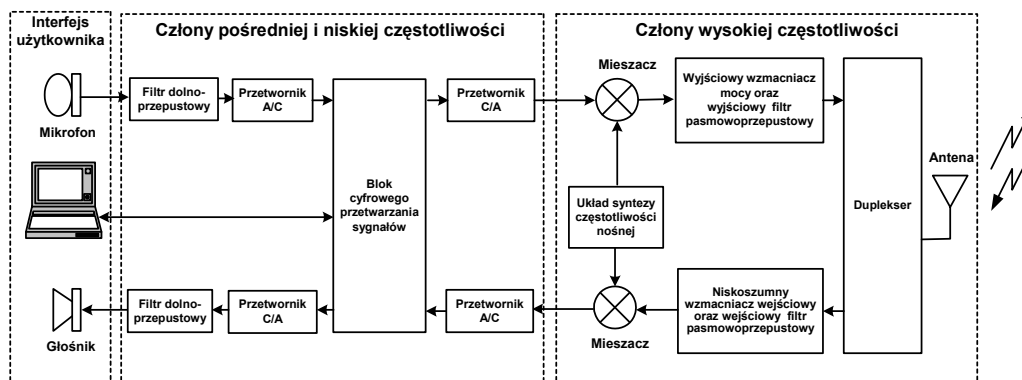 Interfejs
użytkownika
Człony pośredniej i niskiej częstotliwości
Człony wysokiej częstotliwości
Mikrofon
Filtr dolno-
przepustowy
Przetwornik
A/C
Przetwornik
C/A
Mieszacz
Wyjściowy wzmacniacz
mocy oraz
wyjściowy filtr
pasmowoprzepustowy
Antena
Blok
cyfrowego
przetwarzania
sygnałów
Układ syntezy
częstotliwości
nośnej
Duplekser
Głośnik
Filtr dolno-
przepustowy
Przetwornik
C/A
Przetwornik
A/C
Mieszacz
Niskoszumny
wzmacniacz wejściowy
oraz wejściowy filtr
pasmowoprzepustowy